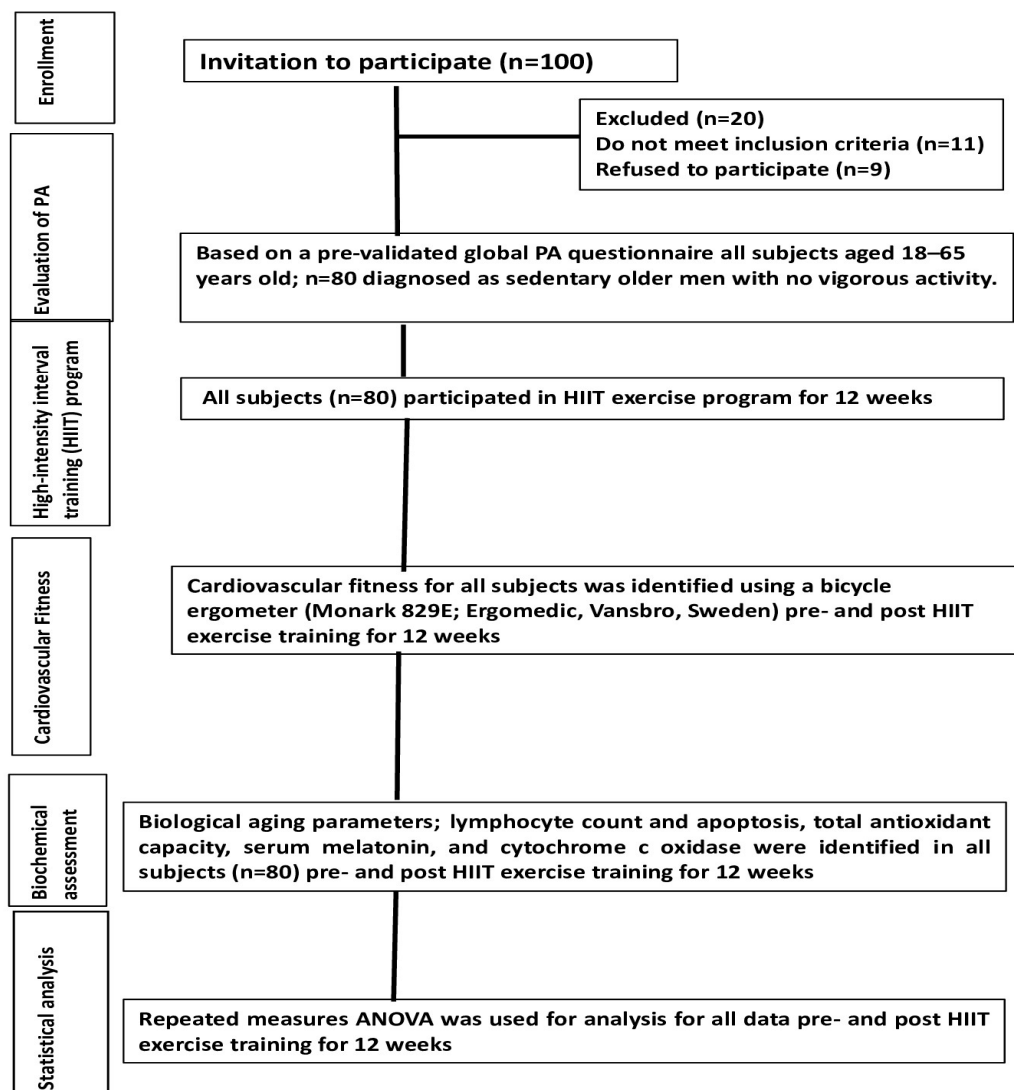 Enrollment
Invitation to participate (n=100)
Excluded (n=20)
Do not meet inclusion criteria (n=11)
Refused to participate (n=9)
Evaluation of PA
Based on a pre-validated global PA questionnaire all subjects aged 18–65
years old; n=80 diagnosed as sedentary older men with no vigorous activity.
High-intensity interval
training (HIIT) program
All subjects (n=80) participated in HIIT exercise program for 12 weeks
Cardiovascular Fitness
Cardiovascular fitness for all subjects was identified using a bicycle
ergometer (Monark 829E; Ergomedic, Vansbro, Sweden) pre- and post HIIT
exercise training for 12 weeks
Biochemical
assessment
Biological aging parameters; lymphocyte count and apoptosis, total antioxidant
capacity, serum melatonin, and cytochrome c oxidase were identified in all
subjects (n=80) pre- and post HIIT exercise training for 12 weeks
Statistical analysis
Repeated measures ANOVA was used for analysis for all data pre- and post HIIT
exercise training for 12 weeks